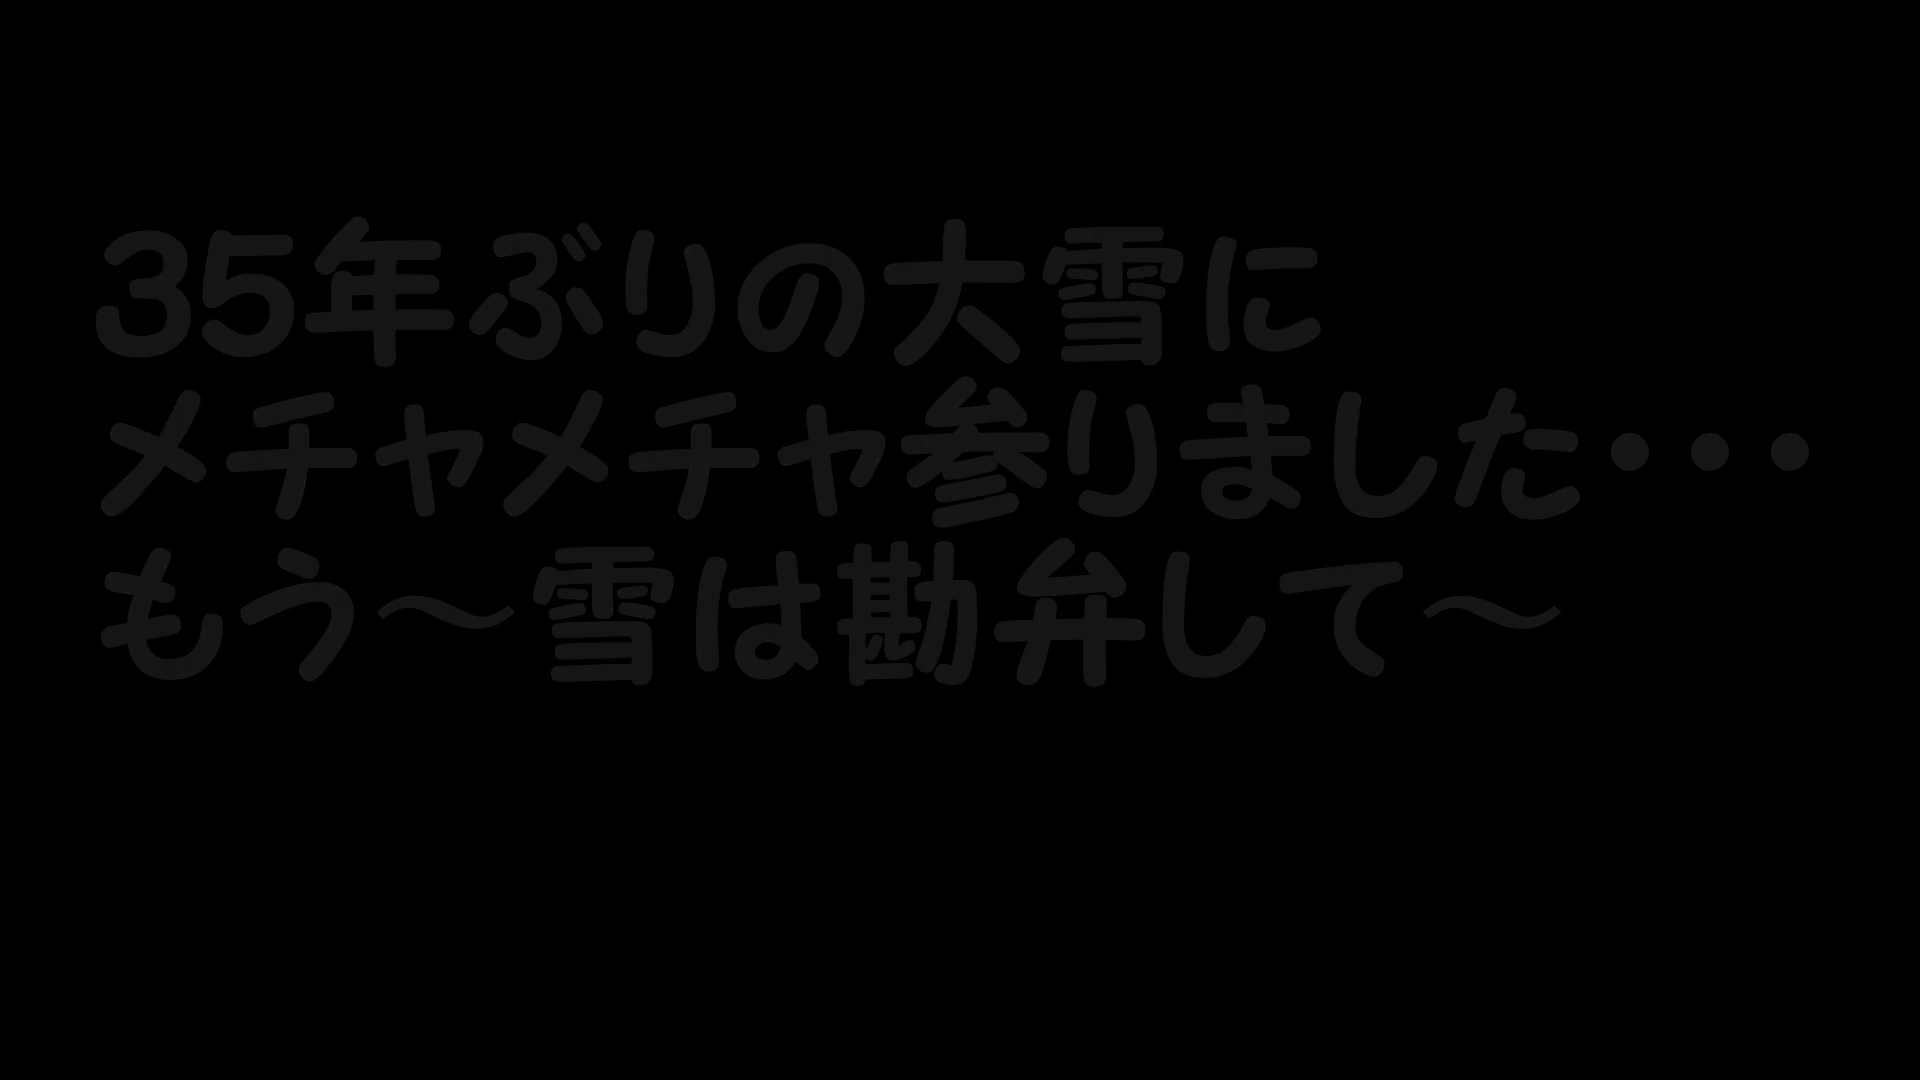 35年ぶりの大雪に
メチャメチャ参りました・・・
もう～雪は勘弁して～